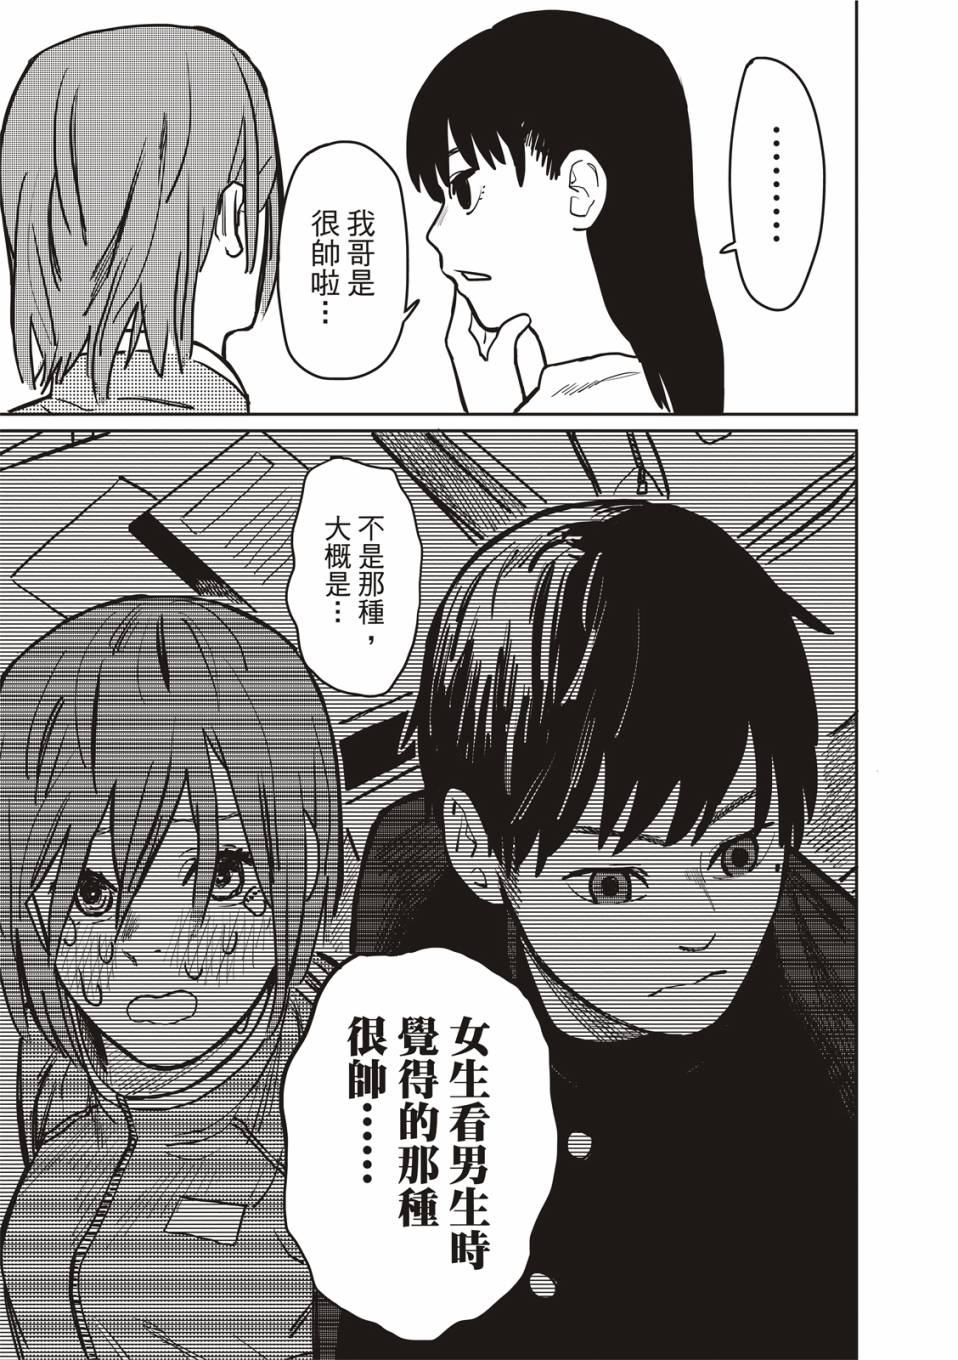 ………
我哥是
很帥啦…
不是那種，
大概是…
女生看男生時
覺得的那種
很帥……